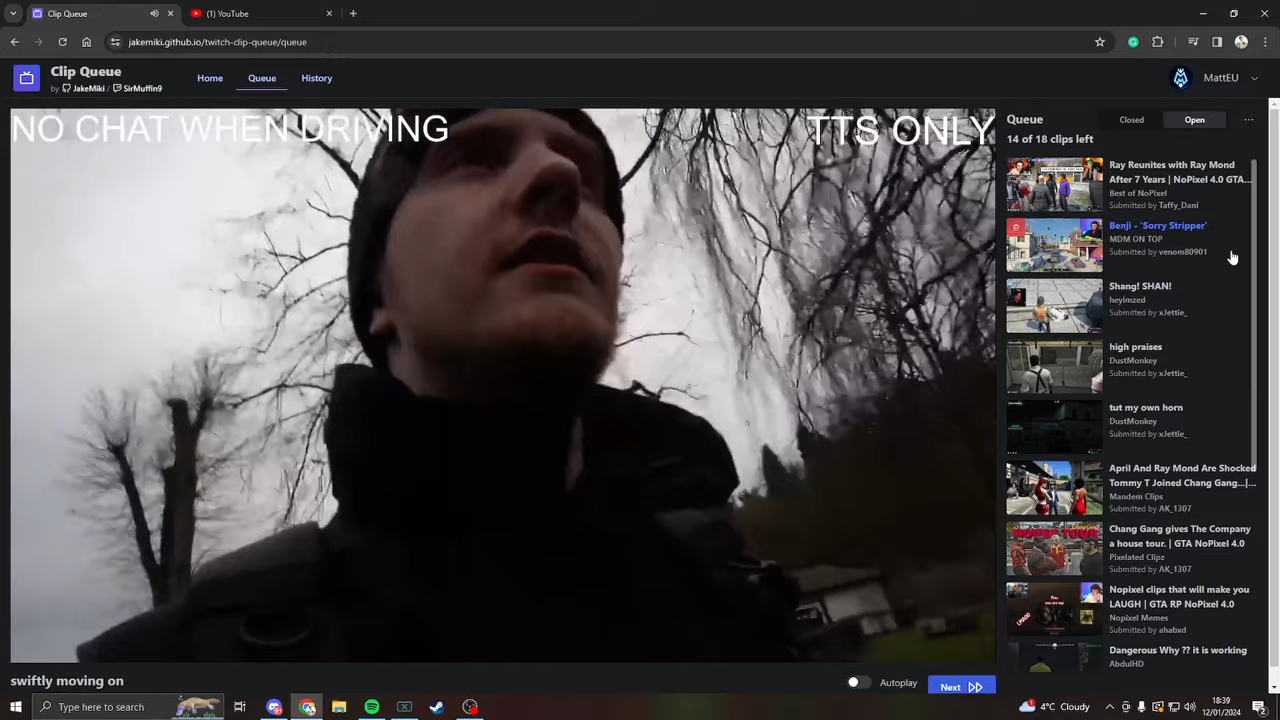 Clip Queue
(1) YouTube
jakemiki.github.io/twitch-clip-queue/queue
Clip Queue
by JakeMiki / SirMuffin9
Home
Queue
History
MattEU
NO CHAT WHEN DRIVING
TTS ONLY
Queue
Closed
Open
14 of 18 clips left
Ray Reunites with Ray Mond
After 7 Years | NoPixel 4.0 GTA...
Best of NoPixel
Submitted by Taffy_Dani
Benji - 'Sorry Stripper'
MDM ON TOP
Submitted by venom80901
Shang! SHAN!
heyimzed
Submitted by xJettie_
high praises
DustMonkey
Submitted by xJettie_
tut my own horn
DustMonkey
Submitted by xJettie_
April And Ray Mond Are Shocked
Tommy T Joined Chang Gang...|...
Mandem Clips
Submitted by AK_1307
Chang Gang gives The Company
a house tour. | GTA NoPixel 4.0
Pixelated Clipz
Submitted by AK_1307
Nopixel clips that will make you
LAUGH | GTA RP NoPixel 4.0
Nopixel Memes
Submitted by ahabxd
Dangerous Why ?? it is working
AbdulHD
swiftly moving on
Autoplay
Next
Type here to search
4°C Cloudy
18:39
12/01/2024